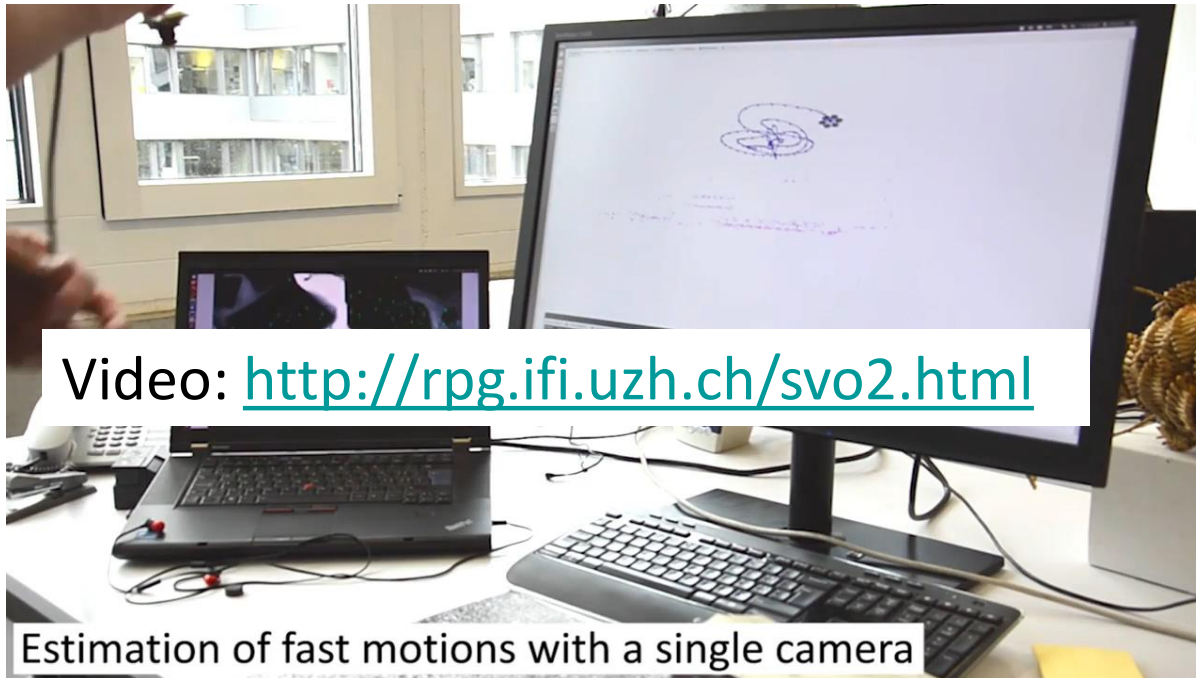 Video: http://rpg.ifi.uzh.ch/svo2.html
Estimation of fast motions with a single camera